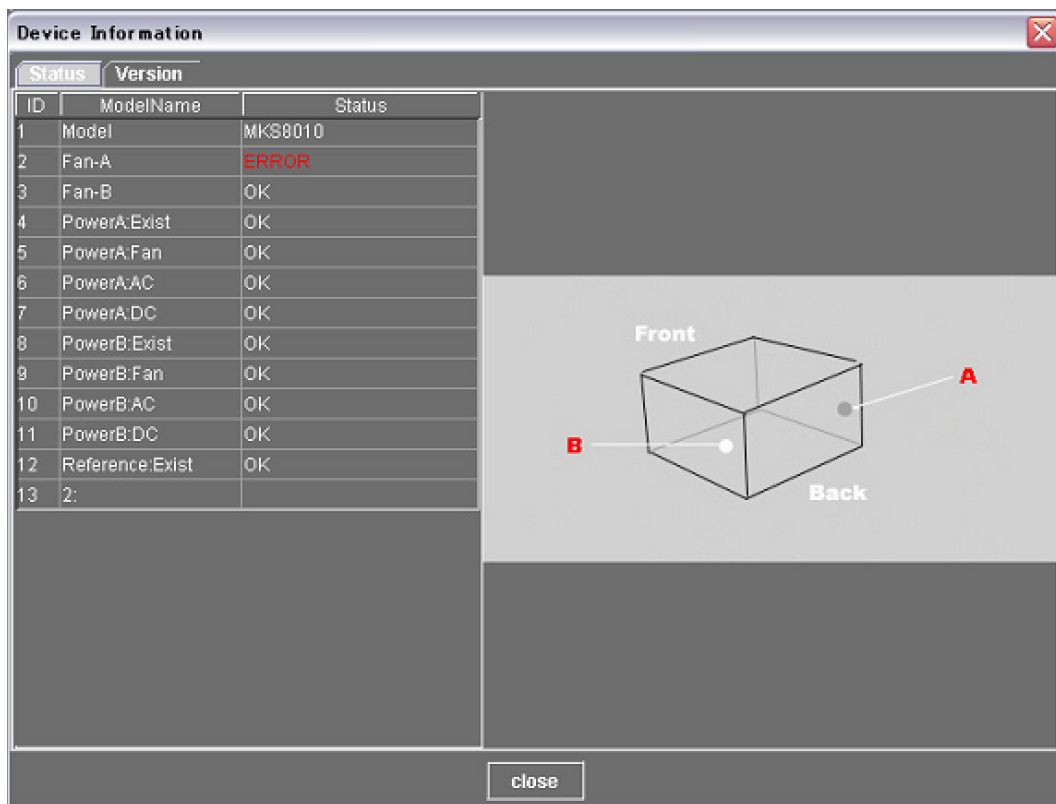 Device Information
Status Version
ID ModelName Status
1 Model MKS8010
2 Fan-A ERROR
3 Fan-B OK
4 PowerA:Exist OK
5 PowerA:Fan OK
6 PowerA:AC OK
7 PowerA:DC OK
8 PowerB:Exist OK
9 PowerB:Fan OK
10 PowerB:AC OK
11 PowerB:DC OK
12 Reference:Exist OK
13 2:
Front
A
B
Back
close